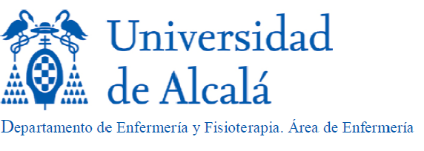 Universidad
de Alcalá
Departamento de Enfermería y Fisioterapia. Área de Enfermería